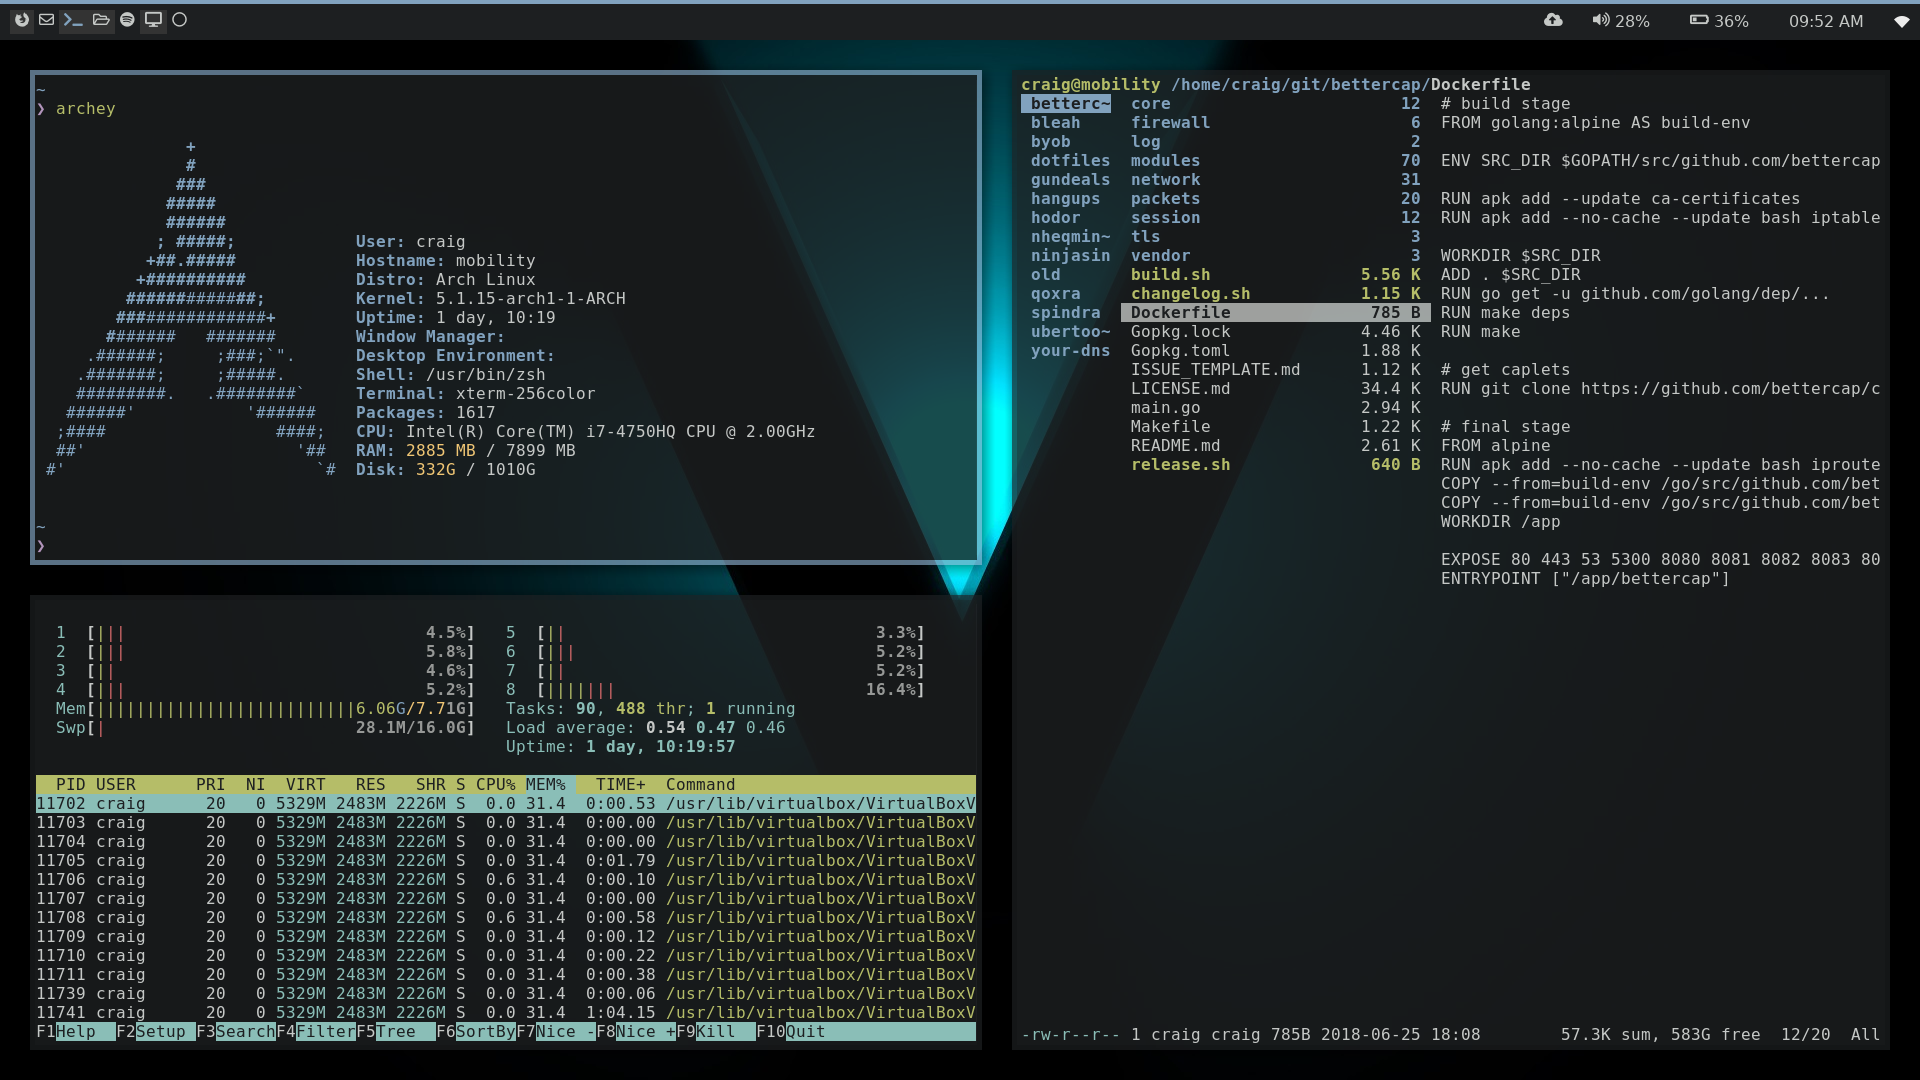 28% 36% 09:52 AM
~
❯ archey
+
#
###
#####
######
; #####; User: craig
+##.##### Hostname: mobility
+########## Distro: Arch Linux
#############; Kernel: 5.1.15-arch1-1-ARCH
###############+ Uptime: 1 day, 10:19
####### ####### Window Manager:
.######; ;###;`". Desktop Environment:
.#######; ;#####. Shell: /usr/bin/zsh
#########. .########` Terminal: xterm-256color
######' '###### Packages: 1617
;#### ####; CPU: Intel(R) Core(TM) i7-4750HQ CPU @ 2.00GHz
##' '## RAM: 2885 MB / 7899 MB
#' `# Disk: 332G / 1010G
~
❯
1 [||| 4.5%] 5 [|| 3.3%]
2 [||| 5.8%] 6 [||| 5.2%]
3 [|| 4.6%] 7 [|| 5.2%]
4 [||| 5.2%] 8 [||||||| 16.4%]
Mem[||||||||||||||||||||||||||6.06G/7.71G] Tasks: 90, 488 thr; 1 running
Swp[| 28.1M/16.0G] Load average: 0.54 0.47 0.46
Uptime: 1 day, 10:19:57
PID USER PRI NI VIRT RES SHR S CPU% MEM% TIME+ Command
11702 craig 20 0 5329M 2483M 2226M S 0.0 31.4 0:00.53 /usr/lib/virtualbox/VirtualBoxV
11703 craig 20 0 5329M 2483M 2226M S 0.0 31.4 0:00.00 /usr/lib/virtualbox/VirtualBoxV
11704 craig 20 0 5329M 2483M 2226M S 0.0 31.4 0:00.00 /usr/lib/virtualbox/VirtualBoxV
11705 craig 20 0 5329M 2483M 2226M S 0.0 31.4 0:01.79 /usr/lib/virtualbox/VirtualBoxV
11706 craig 20 0 5329M 2483M 2226M S 0.6 31.4 0:00.10 /usr/lib/virtualbox/VirtualBoxV
11707 craig 20 0 5329M 2483M 2226M S 0.0 31.4 0:00.00 /usr/lib/virtualbox/VirtualBoxV
11708 craig 20 0 5329M 2483M 2226M S 0.6 31.4 0:00.58 /usr/lib/virtualbox/VirtualBoxV
11709 craig 20 0 5329M 2483M 2226M S 0.0 31.4 0:00.12 /usr/lib/virtualbox/VirtualBoxV
11710 craig 20 0 5329M 2483M 2226M S 0.0 31.4 0:00.22 /usr/lib/virtualbox/VirtualBoxV
11711 craig 20 0 5329M 2483M 2226M S 0.0 31.4 0:00.38 /usr/lib/virtualbox/VirtualBoxV
11739 craig 20 0 5329M 2483M 2226M S 0.0 31.4 0:00.06 /usr/lib/virtualbox/VirtualBoxV
11741 craig 20 0 5329M 2483M 2226M S 0.0 31.4 1:04.15 /usr/lib/virtualbox/VirtualBoxV
F1Help F2Setup F3SearchF4FilterF5Tree F6SortByF7Nice -F8Nice +F9Kill F10Quit
craig@mobility /home/craig/git/bettercap/Dockerfile
betterc~ core 12 # build stage
bleah firewall 6 FROM golang:alpine AS build-env
byob log 2
dotfiles modules 70 ENV SRC_DIR $GOPATH/src/github.com/bettercap
gundeals network 31
hangups packets 20 RUN apk add --update ca-certificates
hodor session 12 RUN apk add --no-cache --update bash iptable
nheqmin~ tls 3
ninjasin vendor 3 WORKDIR $SRC_DIR
old build.sh 5.56 K ADD . $SRC_DIR
qoxra changelog.sh 1.15 K RUN go get -u github.com/golang/dep/...
spindra Dockerfile 785 B RUN make deps
ubertoo~ Gopkg.lock 4.46 K RUN make
your-dns Gopkg.toml 1.88 K
ISSUE_TEMPLATE.md 1.12 K # get caplets
LICENSE.md 34.4 K RUN git clone https://github.com/bettercap/c
main.go 2.94 K
Makefile 1.22 K # final stage
README.md 2.61 K FROM alpine
release.sh 640 B RUN apk add --no-cache --update bash iproute
COPY --from=build-env /go/src/github.com/bet
COPY --from=build-env /go/src/github.com/bet
WORKDIR /app
EXPOSE 80 443 53 5300 8080 8081 8082 8083 80
ENTRYPOINT ["/app/bettercap"]
-rw-r--r-- 1 craig craig 785B 2018-06-25 18:08 57.3K sum, 583G free 12/20 All